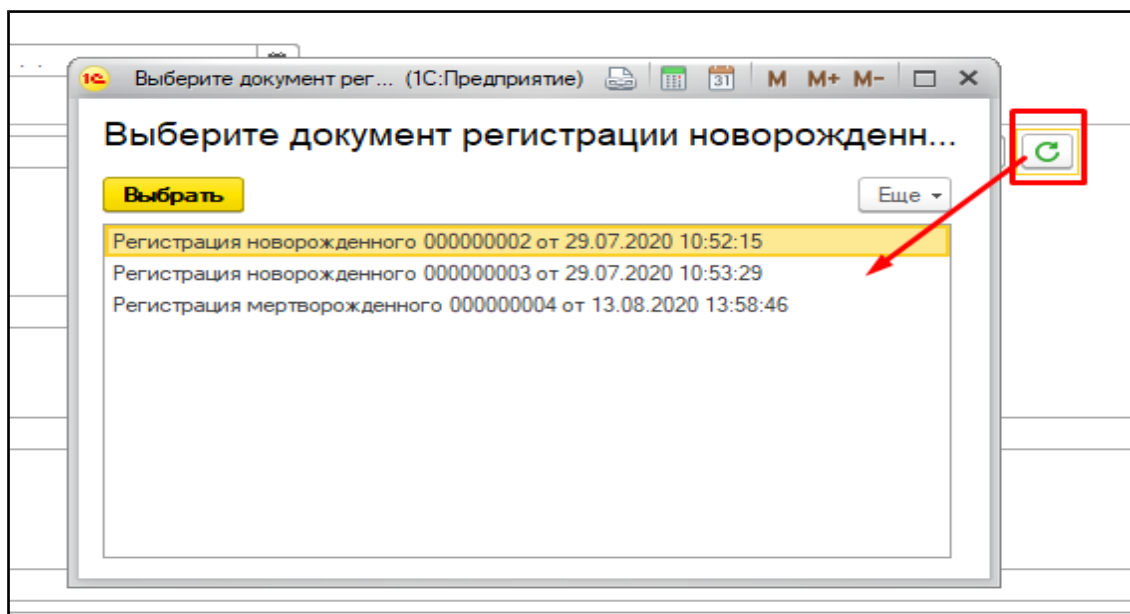 1С Выберите документ рег... (1С:Предприятие) 31 M M+ M-
Выберите документ регистрации новорожденн...
Выбрать Еще
Регистрация новорожденного 000000002 от 29.07.2020 10:52:15
Регистрация новорожденного 000000003 от 29.07.2020 10:53:29
Регистрация мертворожденного 000000004 от 13.08.2020 13:58:46